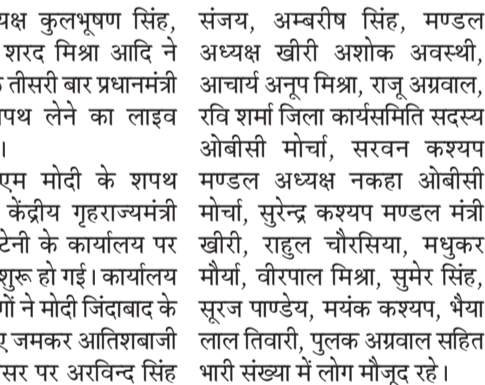 कुलभूषण सिंह,
शरद मिश्रा आदि ने
तीसरी बार प्रधानमंत्री
लेने का लाइव
।
मोदी के शपथ
केंद्रीय गृहराज्यमंत्री
टेनी के कार्यालय पर
शुरू हो गई। कार्यालय
ने मोदी जिंदाबाद के
जमकर आतिशबाजी
पर अरविन्द सिंह
संजय, अम्बरीष सिंह, मण्डल
अध्यक्ष खीरी अशोक अवस्थी,
आचार्य अनूप मिश्रा, राजू अग्रवाल,
रवि शर्मा जिला कार्यसमिति सदस्य
ओबीसी मोर्चा, सरवन कश्यप
मण्डल अध्यक्ष नकहा ओबीसी
मोर्चा, सुरेन्द्र कश्यप मण्डल मंत्री
खीरी, राहुल चौरसिया, मधुकर
मौर्या, वीरपाल मिश्रा, सुमेर सिंह,
सूरज पाण्डेय, मयंक कश्यप, भैया
लाल तिवारी, पुलक अग्रवाल सहित
भारी संख्या में लोग मौजूद रहे।